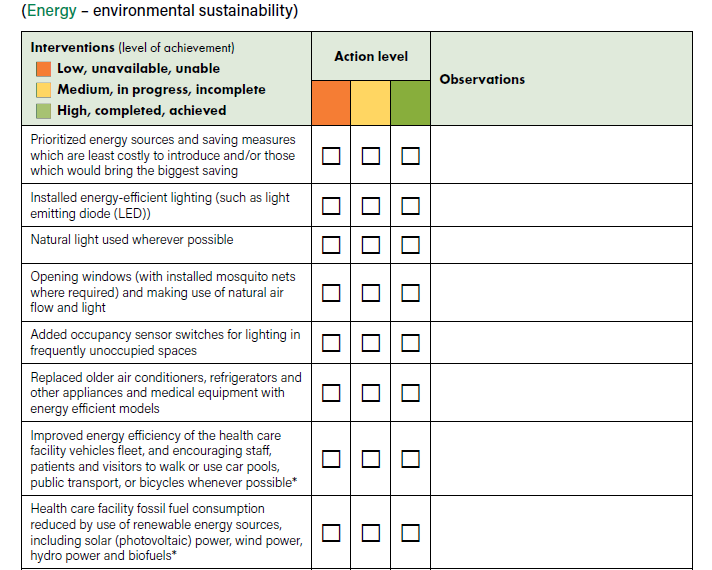 (Energy – environmental sustainability)
Interventions (level of achievement)
Low, unavailable, unable
Medium, in progress, incomplete
High, completed, achieved
Action level
Observations
Prioritized energy sources and saving measures
which are least costly to introduce and/or those
which would bring the biggest saving
Installed energy-efficient lighting (such as light
emitting diode (LED))
Natural light used wherever possible
Opening windows (with installed mosquito nets
where required) and making use of natural air
flow and light
Added occupancy sensor switches for lighting in
frequently unoccupied spaces
Replaced older air conditioners, refrigerators and
other appliances and medical equipment with
energy efficient models
Improved energy efficiency of the health care
facility vehicles fleet, and encouraging staff,
patients and visitors to walk or use car pools,
public transport, or bicycles whenever possible*
Health care facility fossil fuel consumption
reduced by use of renewable energy sources,
including solar (photovoltaic) power, wind power,
hydro power and biofuels*